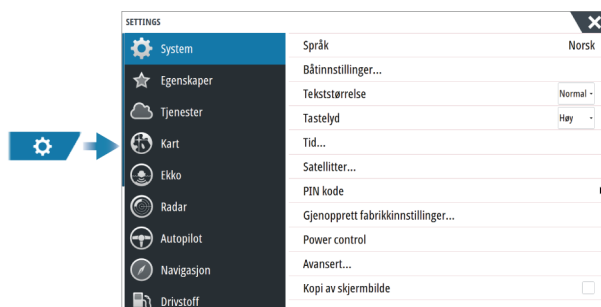 SETTINGS
System
Egenskaper
Tjenester
Kart
Ekko
Radar
Autopilot
Navigasjon
Drivstoff
Språk Norsk
Båtinnstillinger...
Tekststørrelse Normal
Tastelyd Høy
Tid...
Satellitter...
PIN kode
Gjenopprett fabrikkinnstillinger...
Power control
Avansert...
Kopi av skjermbilde